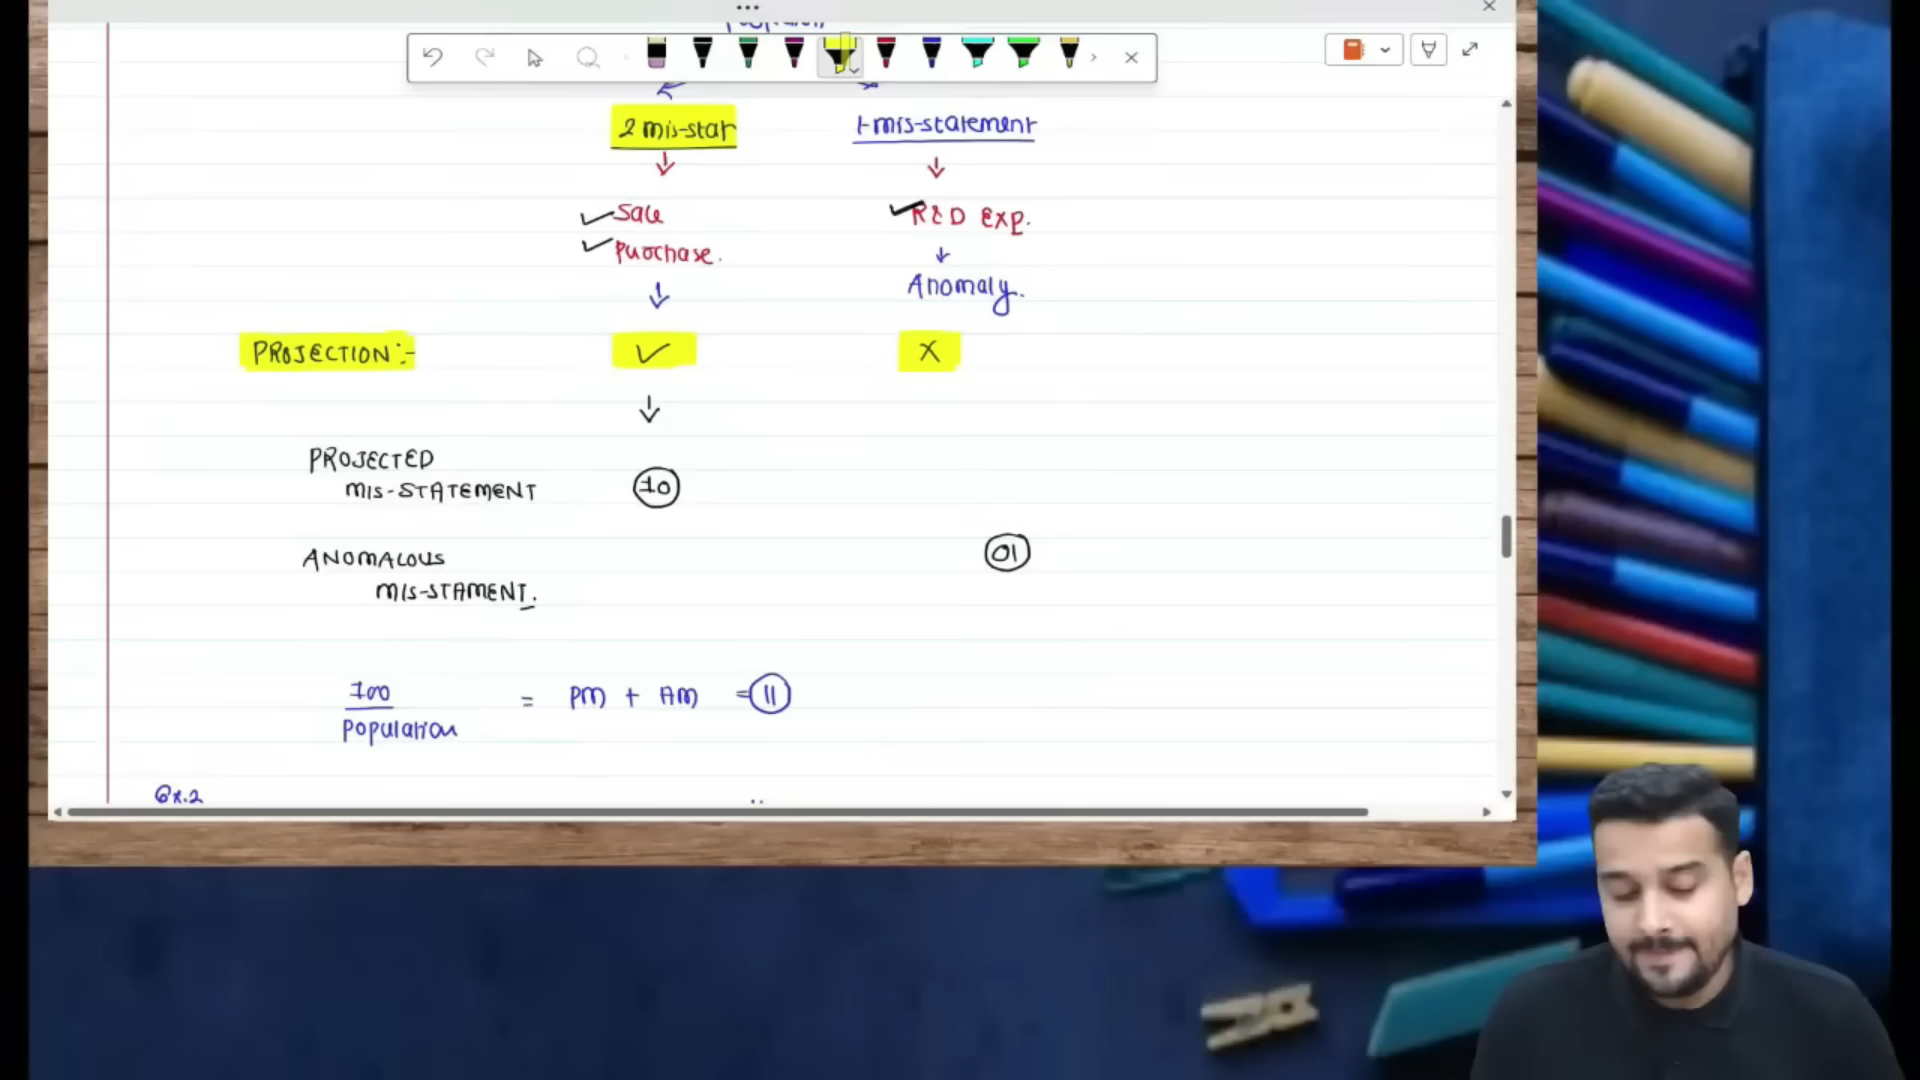 2 mis-stat
1-mis-statement
Sale
Purchase.
R&D Exp.
Anomaly.
PROJECTION:-
PROJECTED
MIS-STATEMENT
10
ANOMALOUS
MIS-STAMENT.
01
100
Population
= PM + AM = 11
Ex.2